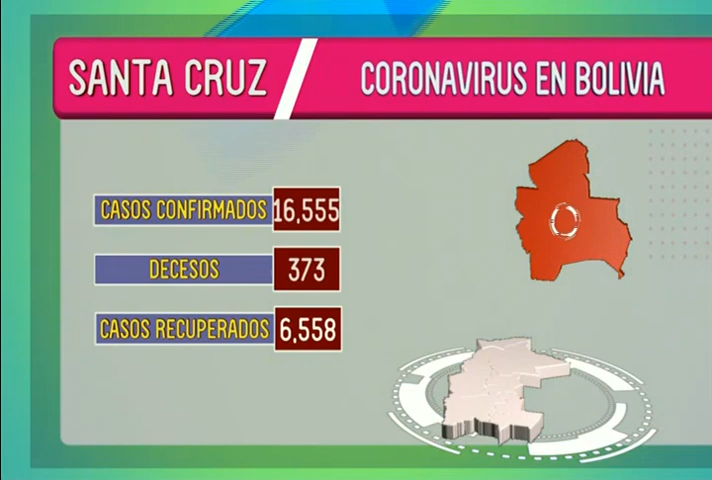 SANTA CRUZ
CORONAVIRUS EN BOLIVIA
CASOS CONFIRMADOS 16,555
DECESOS 373
CASOS RECUPERADOS 6,558